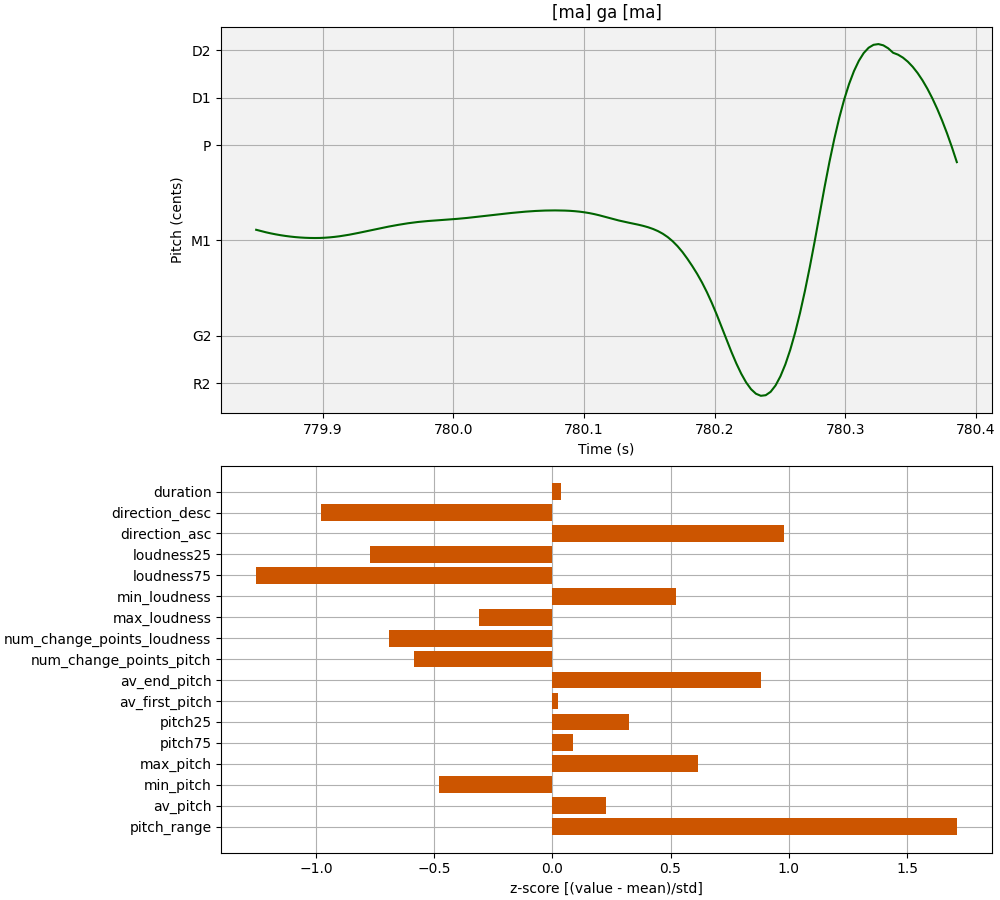 [ma] ga [ma]
D2
D1
P
M1
G2
R2
Pitch (cents)
779.9 780.0 780.1 780.2 780.3 780.4
Time (s)
duration
direction_desc
direction_asc
loudness25
loudness75
min_loudness
max_loudness
num_change_points_loudness
num_change_points_pitch
av_end_pitch
av_first_pitch
pitch25
pitch75
max_pitch
min_pitch
av_pitch
pitch_range
−1.0 −0.5 0.0 0.5 1.0 1.5
z-score [(value - mean)/std]